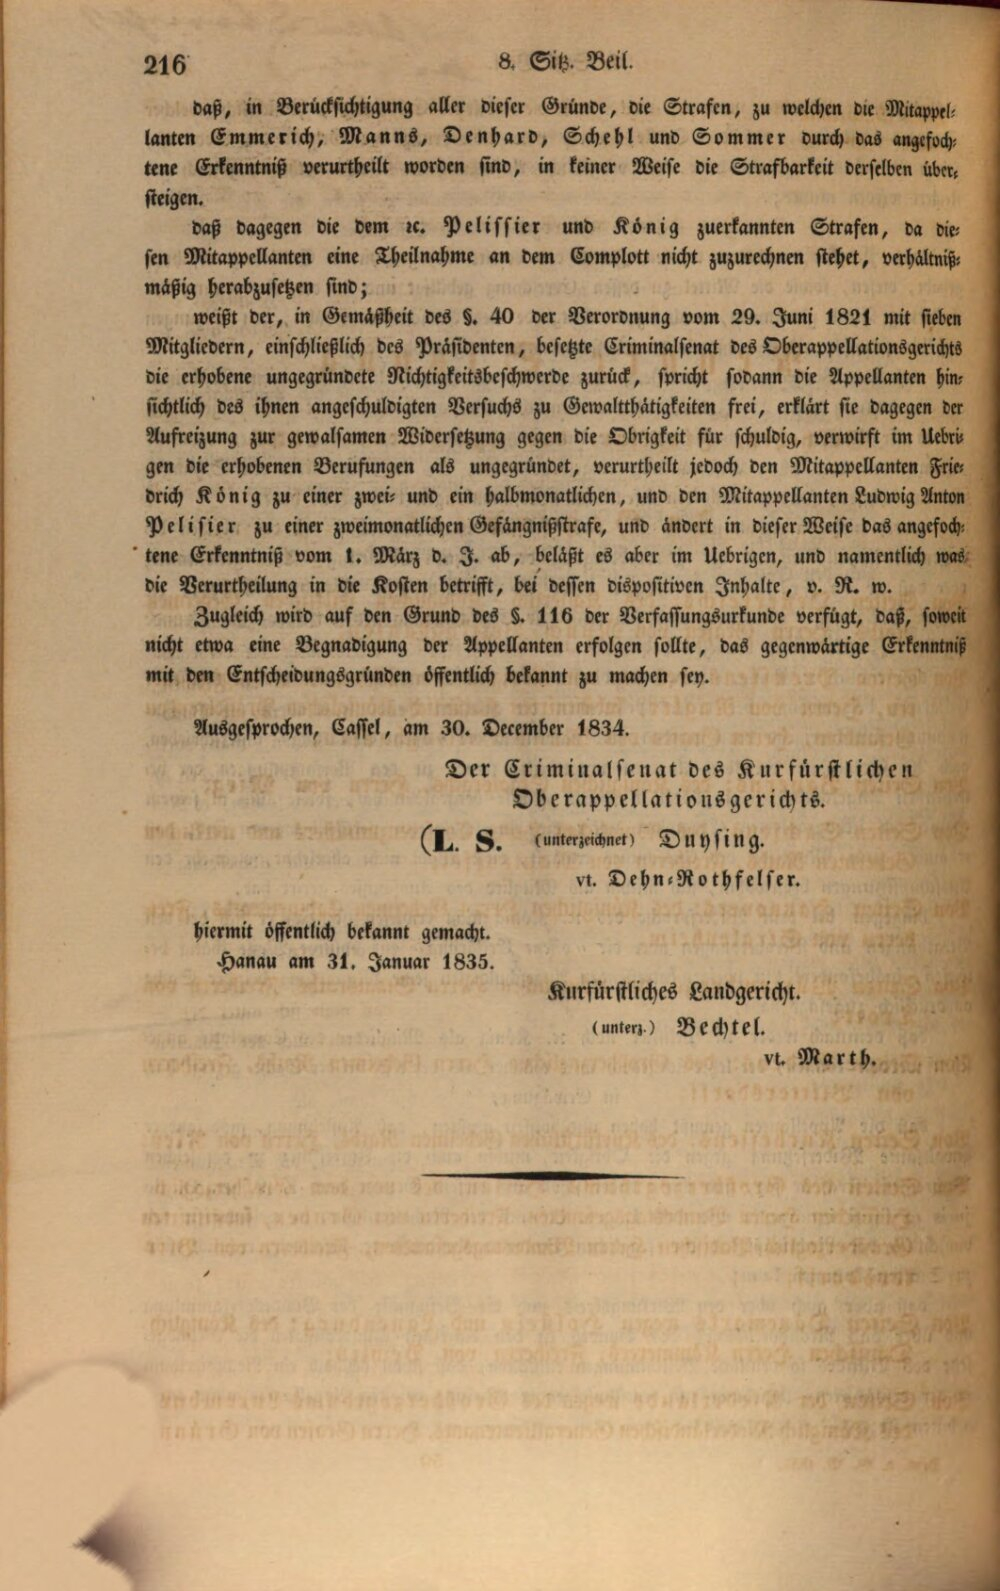 216
8. Sitz. Beil.
daß, in Berücksichtigung aller dieser Gründe, die Strafen, zu welchen die Mitappel-
lanten Emmerich, Manns, Denhard, Schehl und Sommer durch das angefoch-
tene Erkenntniß verurtheilt worden sind, in keiner Weise die Strafbarkeit derselben über-
steigen.
daß dagegen die dem ꝛc. Pelissier und König zuerkannten Strafen, da die-
sen Mitappellanten eine Theilnahme an dem Complott nicht zuzurechnen stehet, verhältniß-
mäßig herabzusetzen sind;
weißt der, in Gemäßheit des §. 40 der Verordnung vom 29. Juni 1821 mit sieben
Mitgliedern, einschließlich des Präsidenten, besetzte Criminalsenat des Oberappellationsgerichts
die erhobene ungegründete Nichtigkeitsbeschwerde zurück, spricht sodann die Appellanten hin-
sichtlich des ihnen angeschuldigten Versuchs zu Gewaltthätigkeiten frei, erklärt sie dagegen der
Aufreizung zur gewalsamen Widersetzung gegen die Obrigkeit für schuldig, verwirft im Uebri-
gen die erhobenen Berufungen als ungegründet, verurtheilt jedoch den Mitappellanten Frie-
drich König zu einer zwei- und ein halbmonatlichen, und den Mitappellanten Ludwig Anton
Pelisier zu einer zweimonatlichen Gefängnißstrafe, und ändert in dieser Weise das angefoch-
tene Erkenntniß vom 1. März d. J. ab, beläßt es aber im Uebrigen, und namentlich was
die Verurtheilung in die Kosten betrifft, bei dessen dispositiven Inhalte, v. R. w.
Zugleich wird auf den Grund des §. 116 der Verfassungsurkunde verfügt, daß, soweit
nicht etwa eine Begnadigung der Appellanten erfolgen sollte, das gegenwärtige Erkenntniß
mit den Entscheidungsgründen öffentlich bekannt zu machen sey.
Ausgesprochen, Cassel, am 30. December 1834.
Der Criminalsenat des Kurfürstlichen
Oberappellationsgerichts.
(L. S. (unterzeichnet) Duysing.
vt. Dehn-Rothfelser.
hiermit öffentlich bekannt gemacht.
Hanau am 31. Januar 1835.
Kurfürstliches Landgericht.
(unterz.) Bechtel.
vt. Marth.